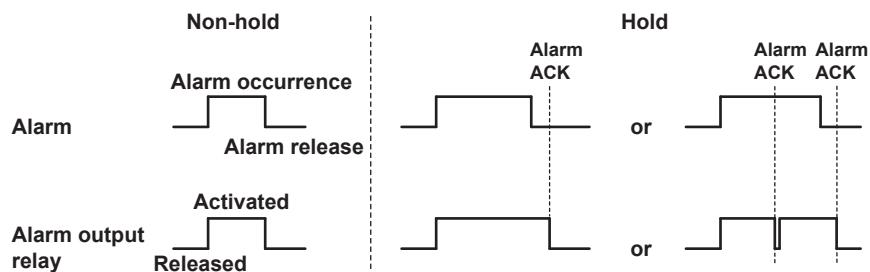 Non-hold
Hold
Alarm
ACK
Alarm
ACK
Alarm
ACK
Alarm occurrence
Alarm
Alarm release
or
Activated
Alarm output
relay
Released
or